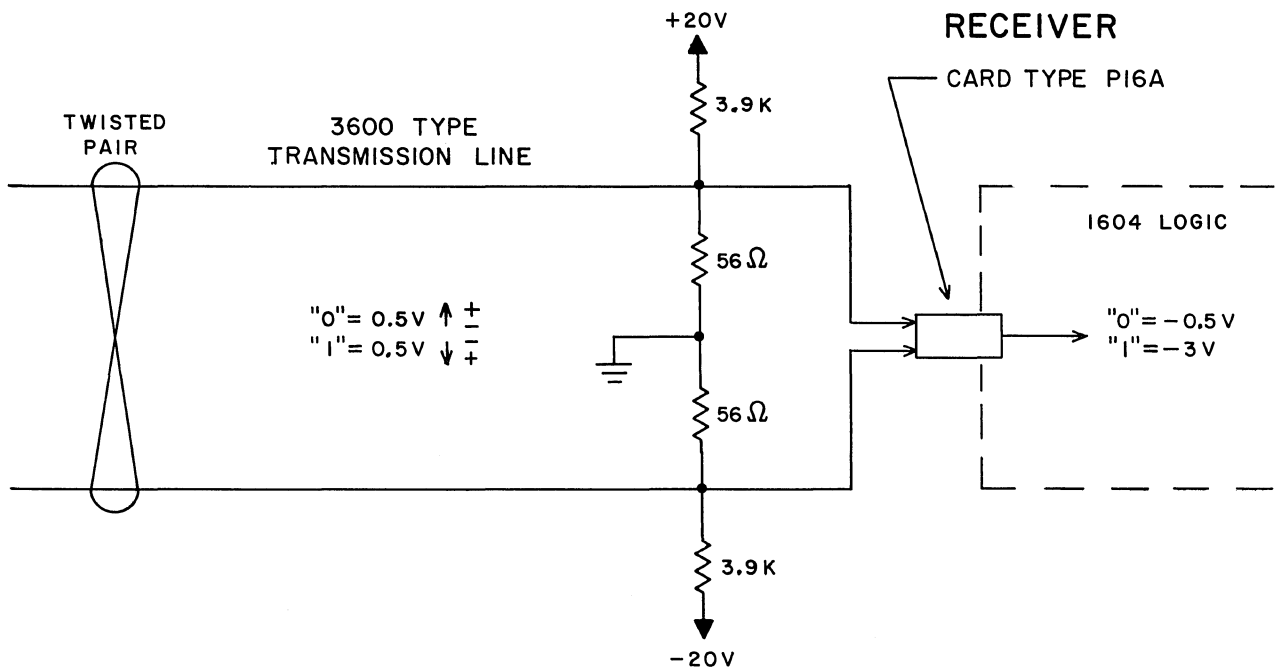 +20V
RECEIVER
CARD TYPE P16A
3.9K
TWISTED
PAIR
3600 TYPE
TRANSMISSION LINE
1604 LOGIC
56Ω
"0"= 0.5V ↑ + −
"1"= 0.5V ↓ − +
"0"=−0.5V
"1"=−3V
56Ω
3.9K
−20V